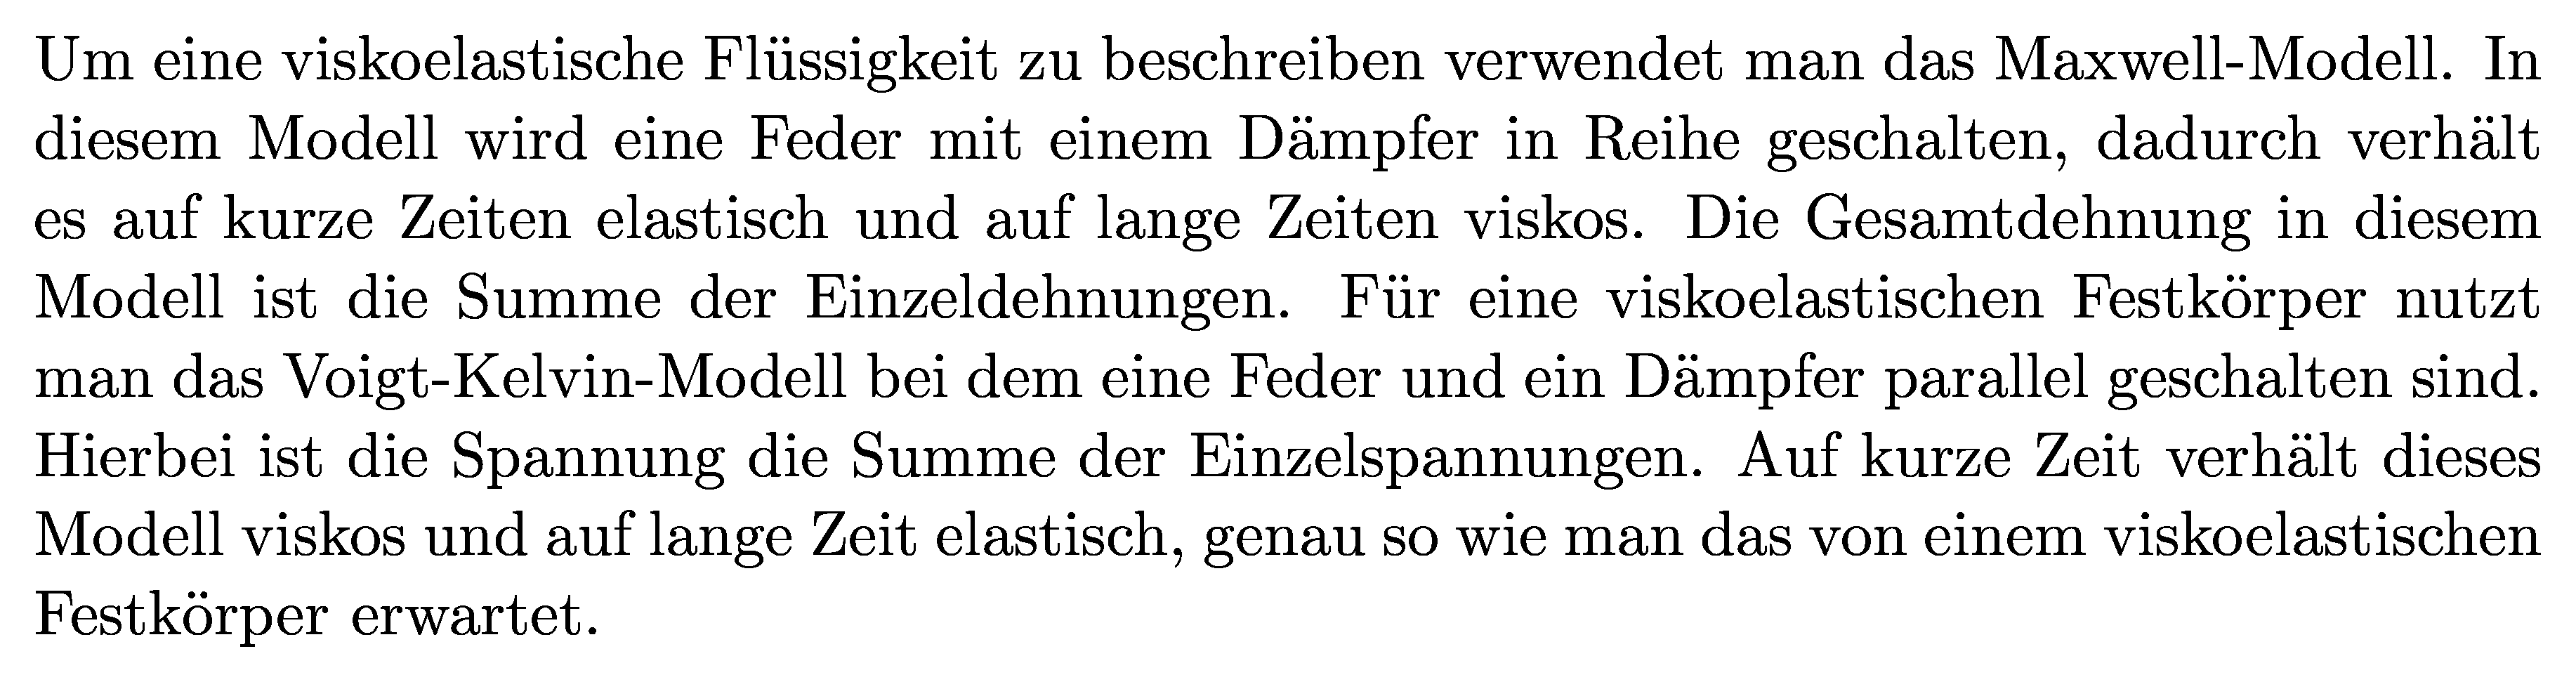 Um eine viskoelastische Flüssigkeit zu beschreiben verwendet man das Maxwell-Modell. In
diesem Modell wird eine Feder mit einem Dämpfer in Reihe geschalten, dadurch verhält
es auf kurze Zeiten elastisch und auf lange Zeiten viskos. Die Gesamtdehnung in diesem
Modell ist die Summe der Einzeldehnungen. Für eine viskoelastischen Festkörper nutzt
man das Voigt-Kelvin-Modell bei dem eine Feder und ein Dämpfer parallel geschalten sind.
Hierbei ist die Spannung die Summe der Einzelspannungen. Auf kurze Zeit verhält dieses
Modell viskos und auf lange Zeit elastisch, genau so wie man das von einem viskoelastischen
Festkörper erwartet.